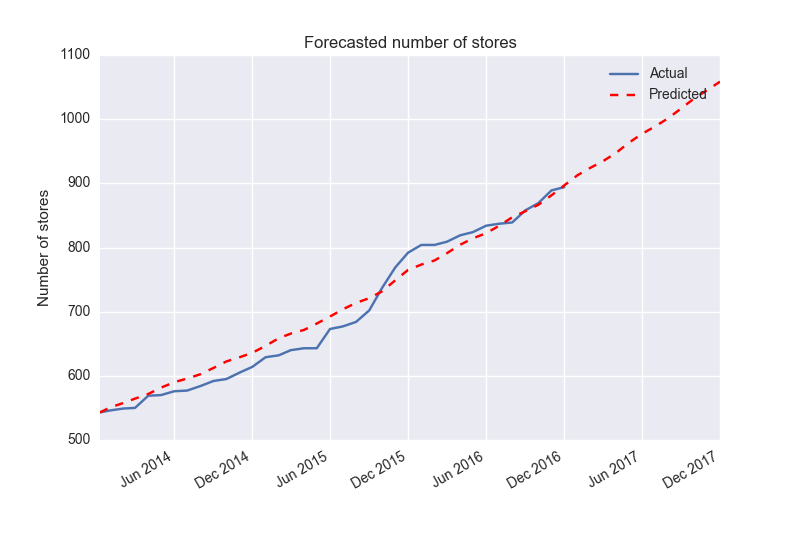 Forecasted number of stores
Actual
Predicted
Number of stores
1100
1000
900
800
700
600
500
Jun 2014
Dec 2014
Jun 2015
Dec 2015
Jun 2016
Dec 2016
Jun 2017
Dec 2017